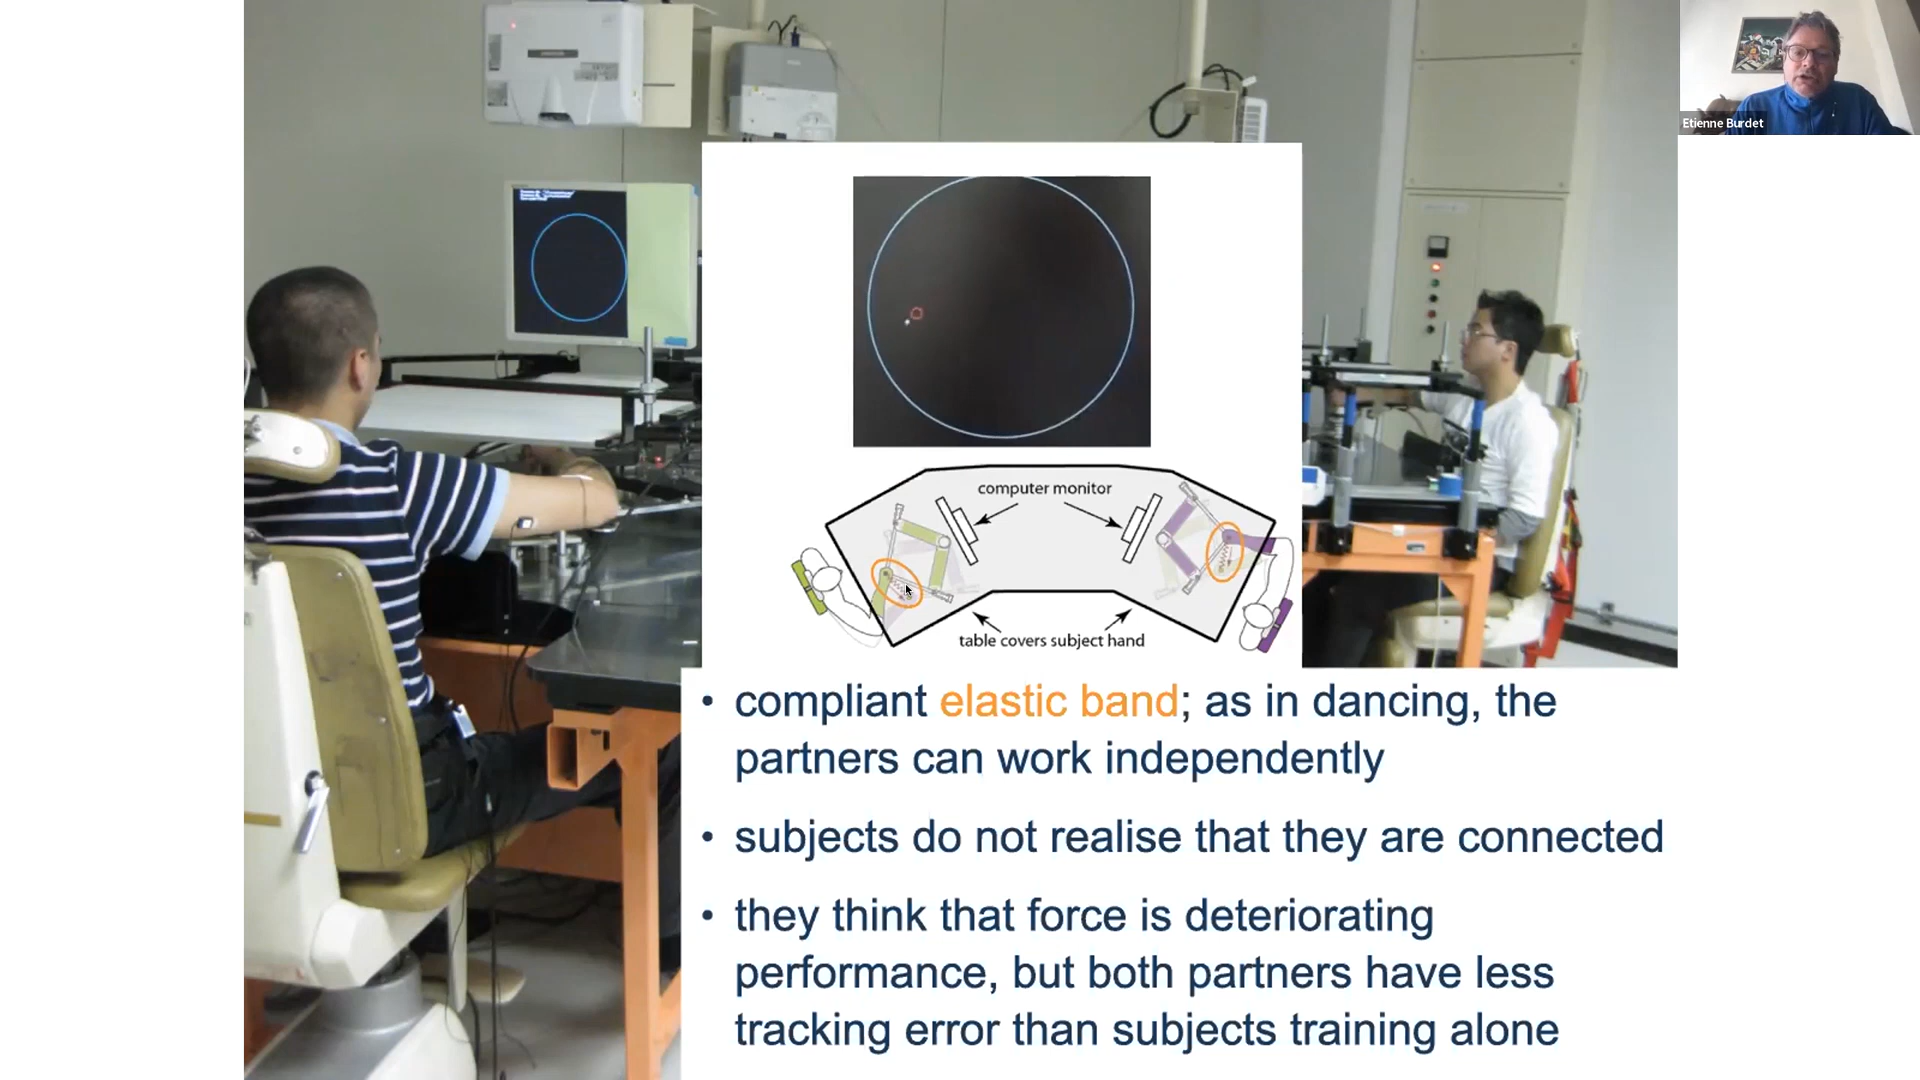 Etienne Burdet
computer monitor
table covers subject hand
• compliant elastic band; as in dancing, the
partners can work independently
• subjects do not realise that they are connected
• they think that force is deteriorating
performance, but both partners have less
tracking error than subjects training alone